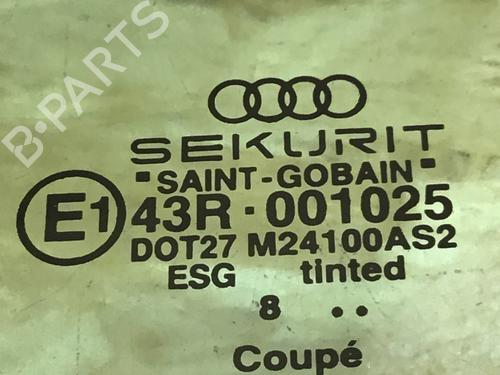 B-PARTS
SEKURIT
"SAINT-GOBAIN"
E1 43R · 001025
DOT27 M24100AS2
ESG tinted
8 ..
Coupé